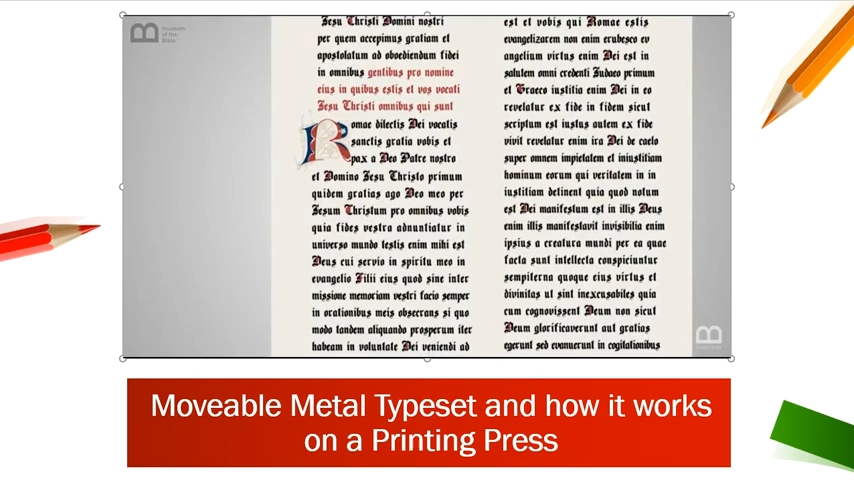 museum
of the
Bible
Jesu Christi Domini nostri
per quem accepimus gratiam et
apostolatum ad oboediendum fidei
in omnibus gentibus pro nomine
eius in quibus estis et vos vocati
Jesu Christi omnibus qui sunt
Romae dilectis Dei vocatis
sanctis gratia vobis et
pax a Deo Patre nostro
et Domino Jesu Christo primum
quidem gratias ago Deo meo per
Jesum Christum pro omnibus vobis
quia fides vestra adnuntiatur in
universo mundo testis enim mihi est
Deus cui servio in spiritu meo in
evangelio Filii eius quod sine inter
missione memoriam vestri facio semper
in orationibus meis obsecrans si quo
modo tandem aliquando prosperum iter
habeam in voluntate Dei veniendi ad
est et vobis qui Romae estis
evangelizarem non enim erubesco ev
angelium virtus enim Dei est in
salutem omni credenti Judaeo primum
et Graeco iustitia enim Dei in eo
revelatur ex fide in fidem sicut
scriptum est iustus autem ex fide
vivit revelatur enim ira Dei de caelo
super omnem impietatem et iniustitiam
hominum eorum qui veritatem in in
iustitiam detinent quia quod notum
est Dei manifestum est in illis Deus
enim illis manifestavit invisibilia enim
ipsius a creatura mundi per ea quae
facta sunt intellecta conspiciuntur
sempiterna quoque eius virtus et
divinitas ut sint inexcusabiles quia
cum cognovissent Deum non sicut
Deum glorificaverunt aut gratias
egerunt sed evanuerunt in cogitationibus
Moveable Metal Typeset and how it works
on a Printing Press